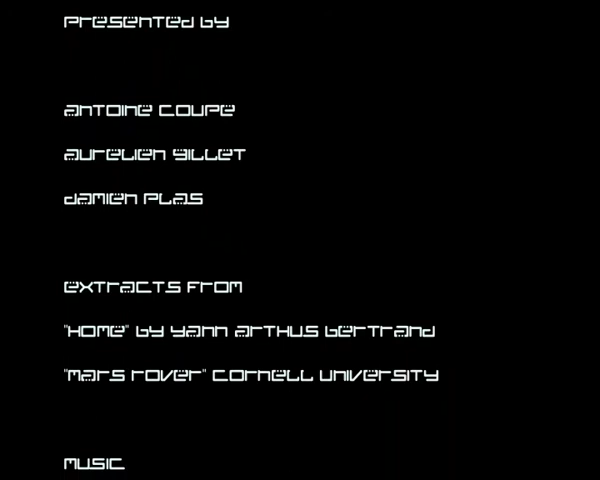 Presented by
Antoine Coupe
Aurelien Gillet
Damien Plas
Extracts from
"Home" by Yann Arthus Bertrand
"Mars Rover" Cornell University
Music